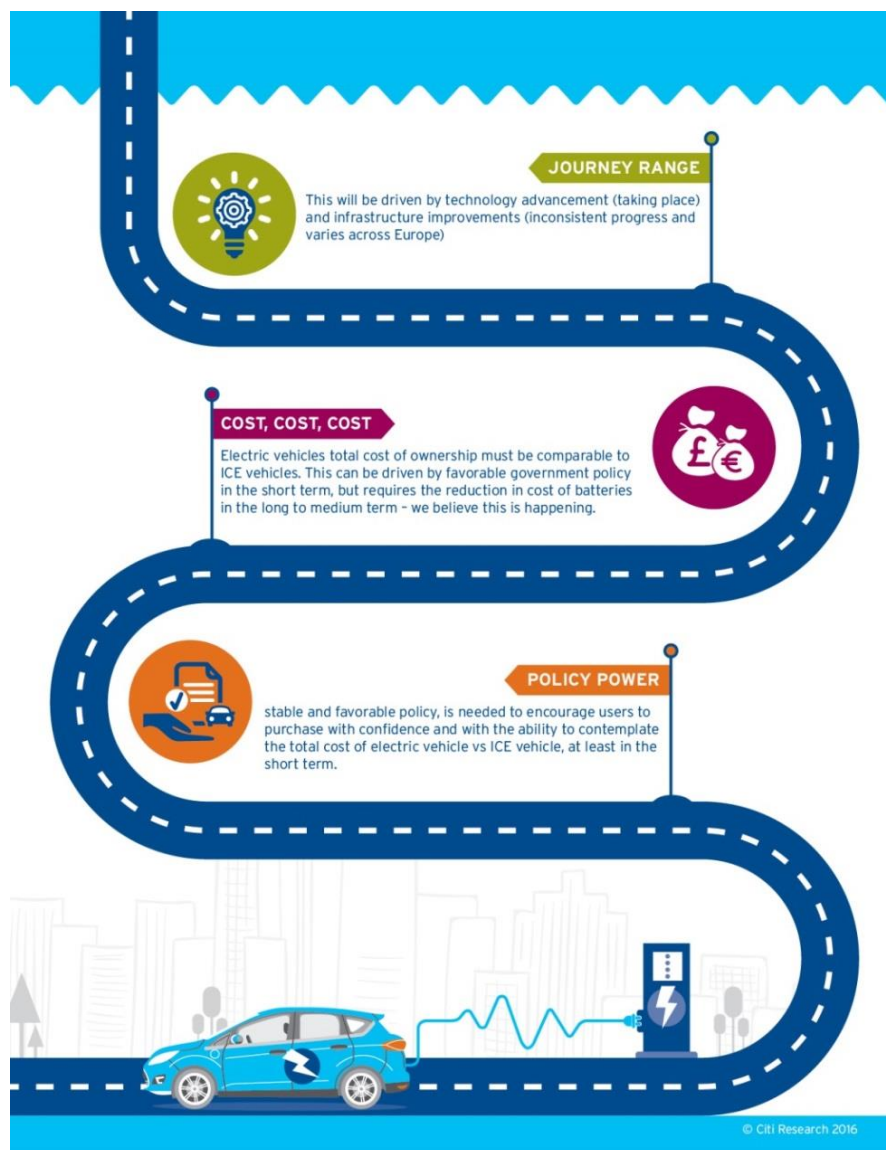 JOURNEY RANGE
This will be driven by technology advancement (taking place)
and infrastructure improvements (inconsistent progress and
varies across Europe)
COST, COST, COST
£
€
Electric vehicles total cost of ownership must be comparable to
ICE vehicles. This can be driven by favorable government policy
in the short term, but requires the reduction in cost of batteries
in the long to medium term – we believe this is happening.
POLICY POWER
stable and favorable policy, is needed to encourage users to
purchase with confidence and with the ability to contemplate
the total cost of electric vehicle vs ICE vehicle, at least in the
short term.
© Citi Research 2016